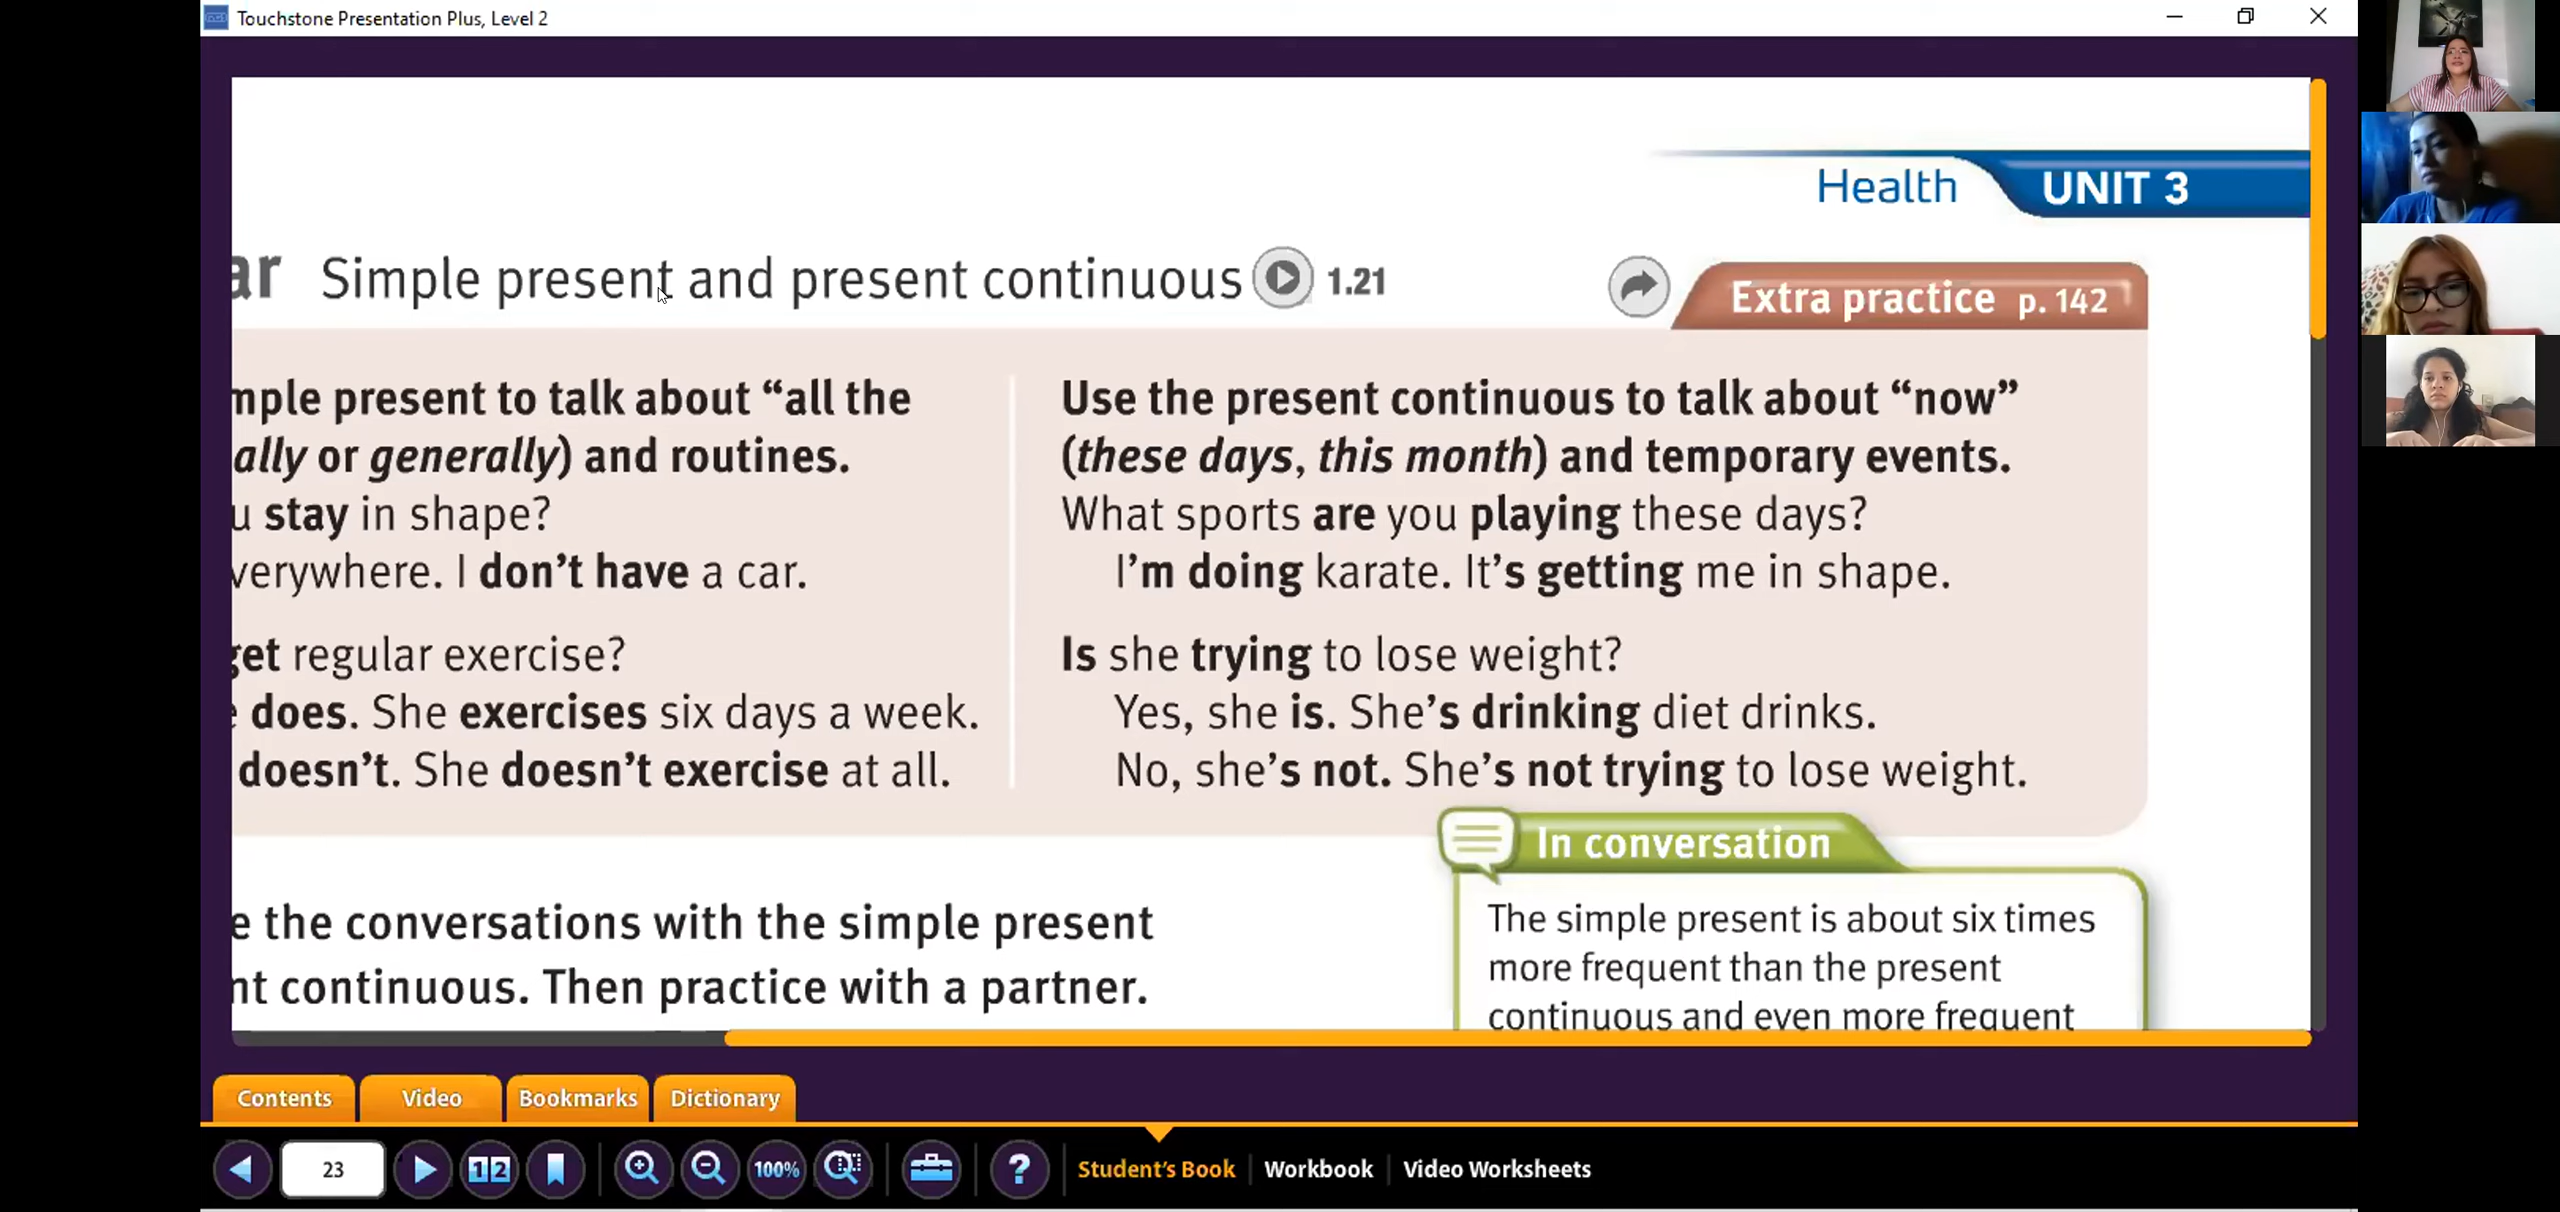 Touchstone Presentation Plus, Level 2
Health UNIT 3
ar Simple present and present continuous 1.21
Extra practice p. 142
mple present to talk about “all the
ally or generally) and routines.
u stay in shape?
verywhere. I don’t have a car.
get regular exercise?
e does. She exercises six days a week.
doesn’t. She doesn’t exercise at all.
Use the present continuous to talk about “now”
(these days, this month) and temporary events.
What sports are you playing these days?
I’m doing karate. It’s getting me in shape.
Is she trying to lose weight?
Yes, she is. She’s drinking diet drinks.
No, she’s not. She’s not trying to lose weight.
e the conversations with the simple present
nt continuous. Then practice with a partner.
In conversation
The simple present is about six times
more frequent than the present
continuous and even more frequent
Contents Video Bookmarks Dictionary
23 12 100% ? Student’s Book Workbook Video Worksheets